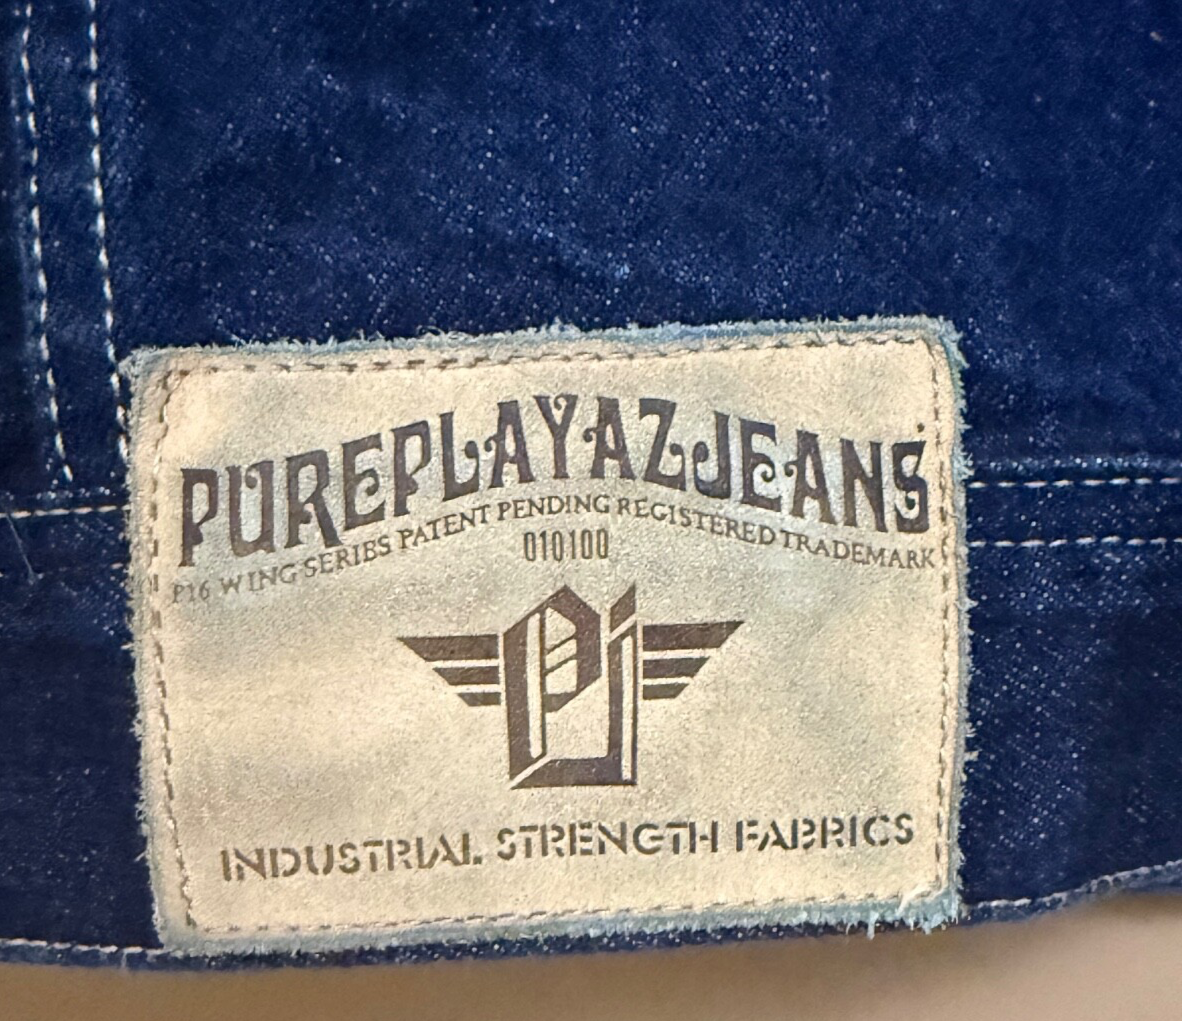 PUREPLAYAZJEANS
P16 WING SERIES PATENT PENDING REGISTERED TRADEMARK
010100
PJ
INDUSTRIAL STRENGTH FABRICS